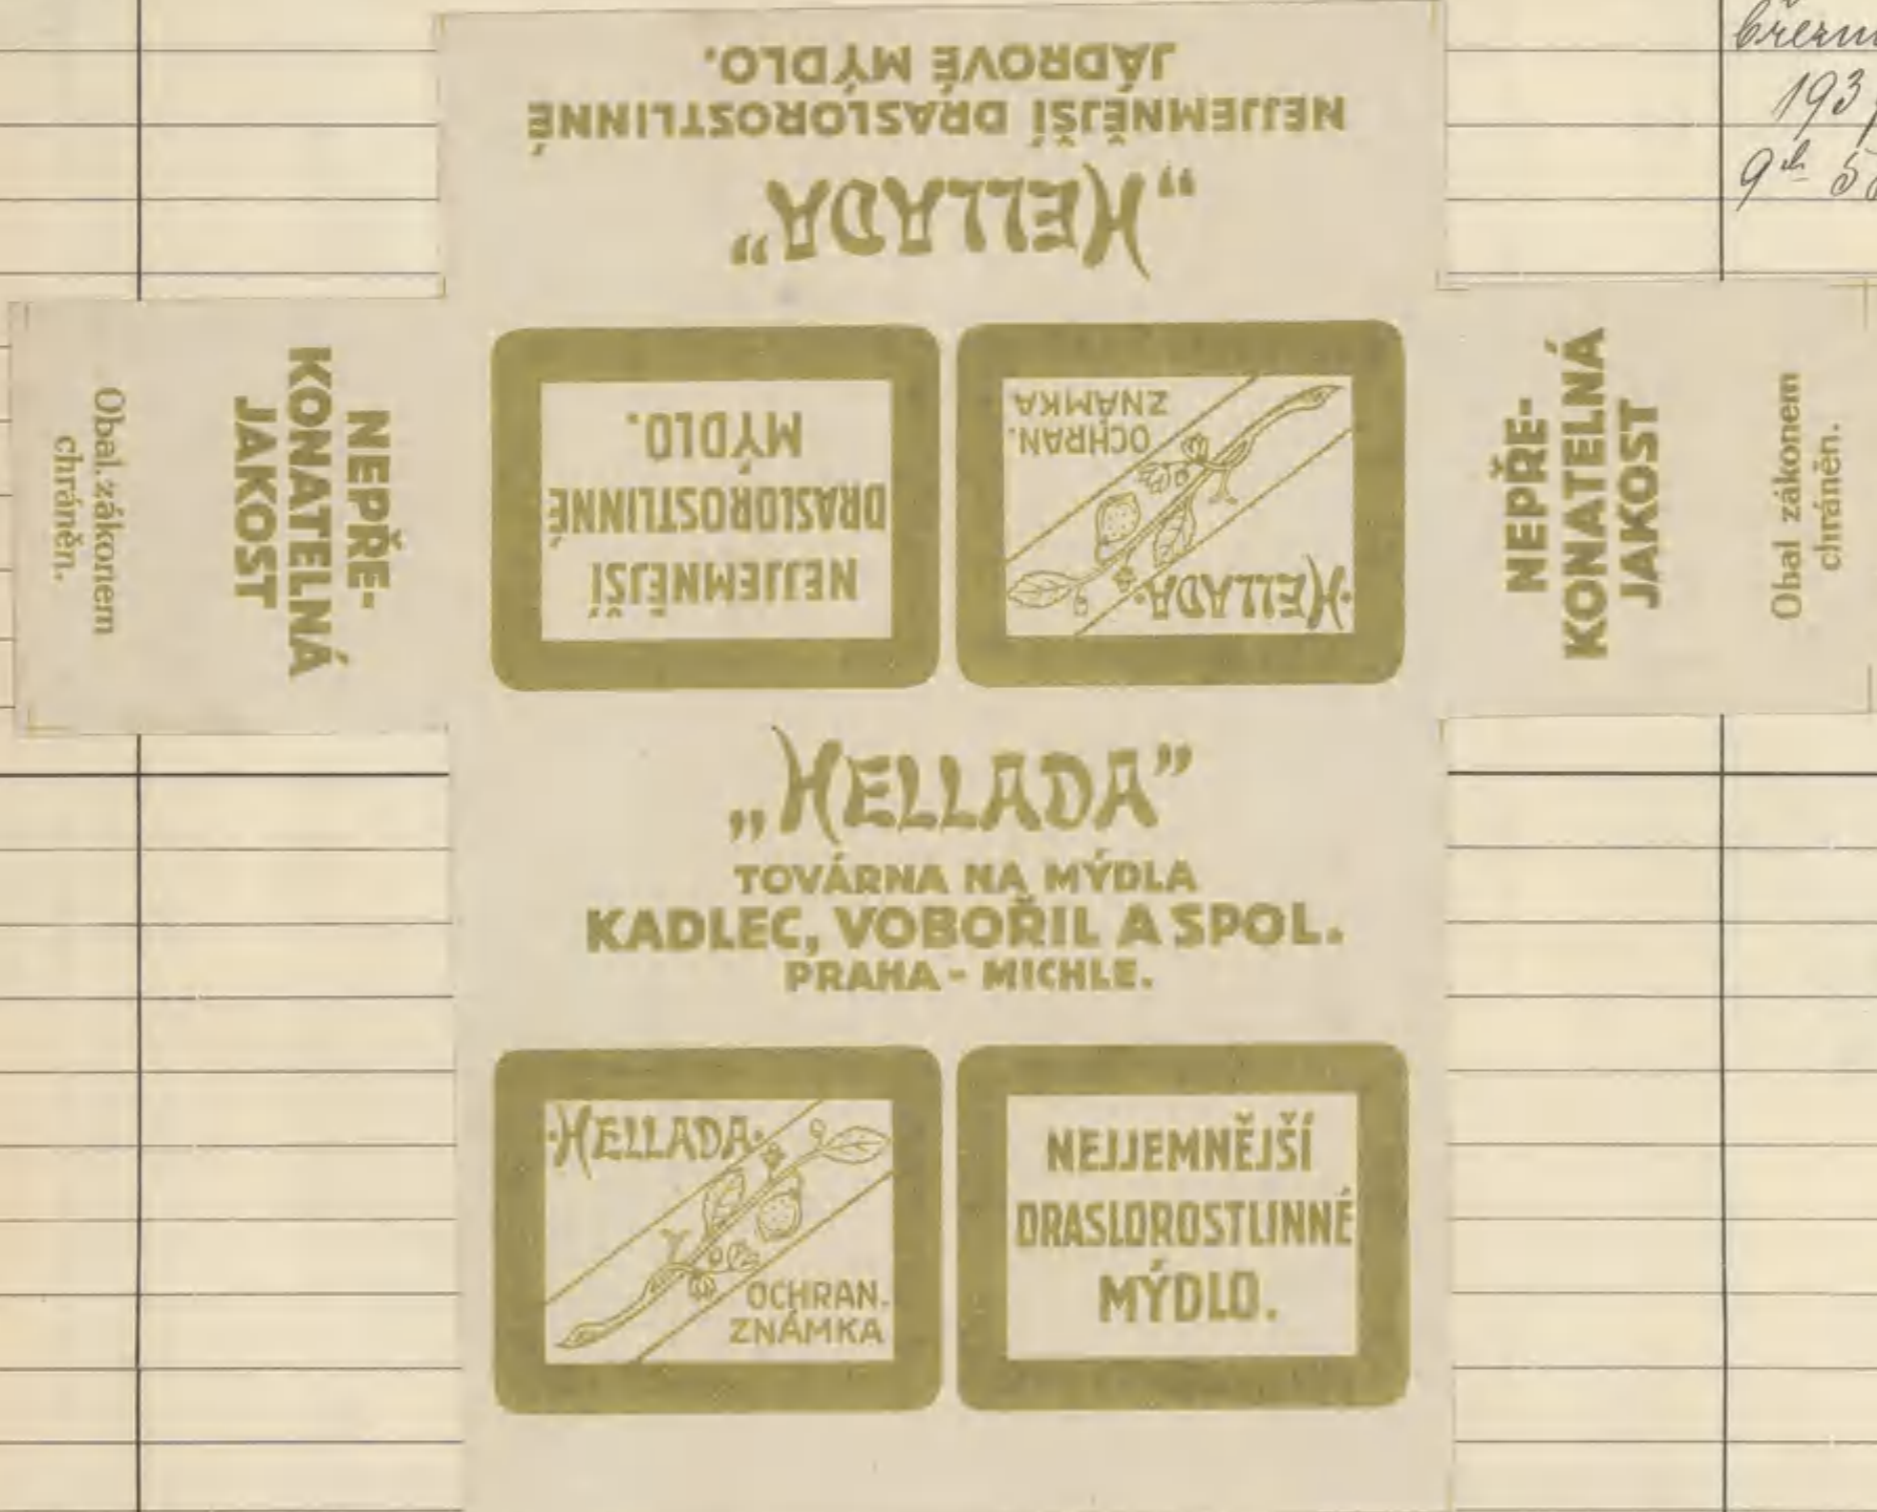 „HELLADA”
NEJJEMNĚJŠÍ DRASLOROSTLINNÉ
JÁDROVÉ MÝDLO.
NEJJEMNĚJŠÍ
DRASLOROSTLINNÉ
MÝDLO.
·HELLADA·
OCHRAN.
ZNÁMKA
NEPŘE-
KONATELNÁ
JAKOST
Obal zákonem
chráněn.
NEPŘE-
KONATELNÁ
JAKOST
Obal zákonem
chráněn.
„HELLADA”
TOVÁRNA NA MÝDLA
KADLEC, VOBOŘIL A SPOL.
PRAHA - MICHLE.
·HELLADA·
OCHRAN.
ZNÁMKA
NEJJEMNĚJŠÍ
DRASLOROSTLINNÉ
MÝDLO.